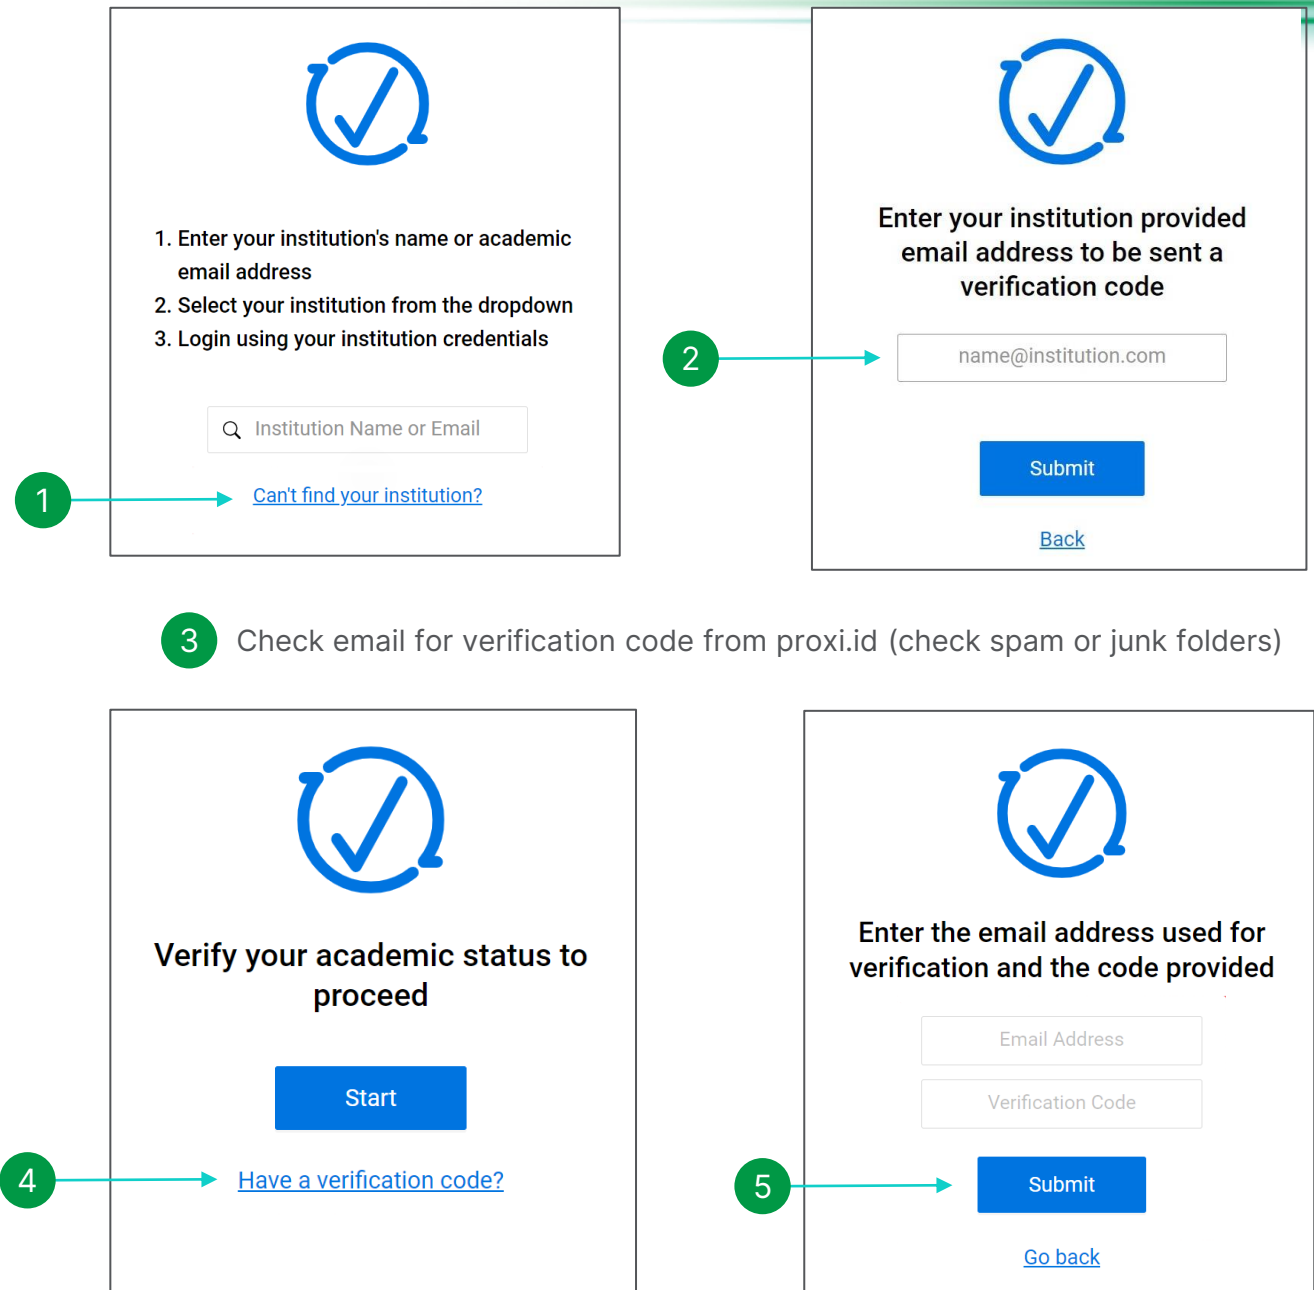 1. Enter your institution's name or academic
email address
2. Select your institution from the dropdown
3. Login using your institution credentials
Institution Name or Email
1
Can't find your institution?
Enter your institution provided
email address to be sent a
verification code
2
name@institution.com
Submit
Back
3 Check email for verification code from proxi.id (check spam or junk folders)
Verify your academic status to
proceed
Start
4
Have a verification code?
Enter the email address used for
verification and the code provided
Email Address
Verification Code
5
Submit
Go back